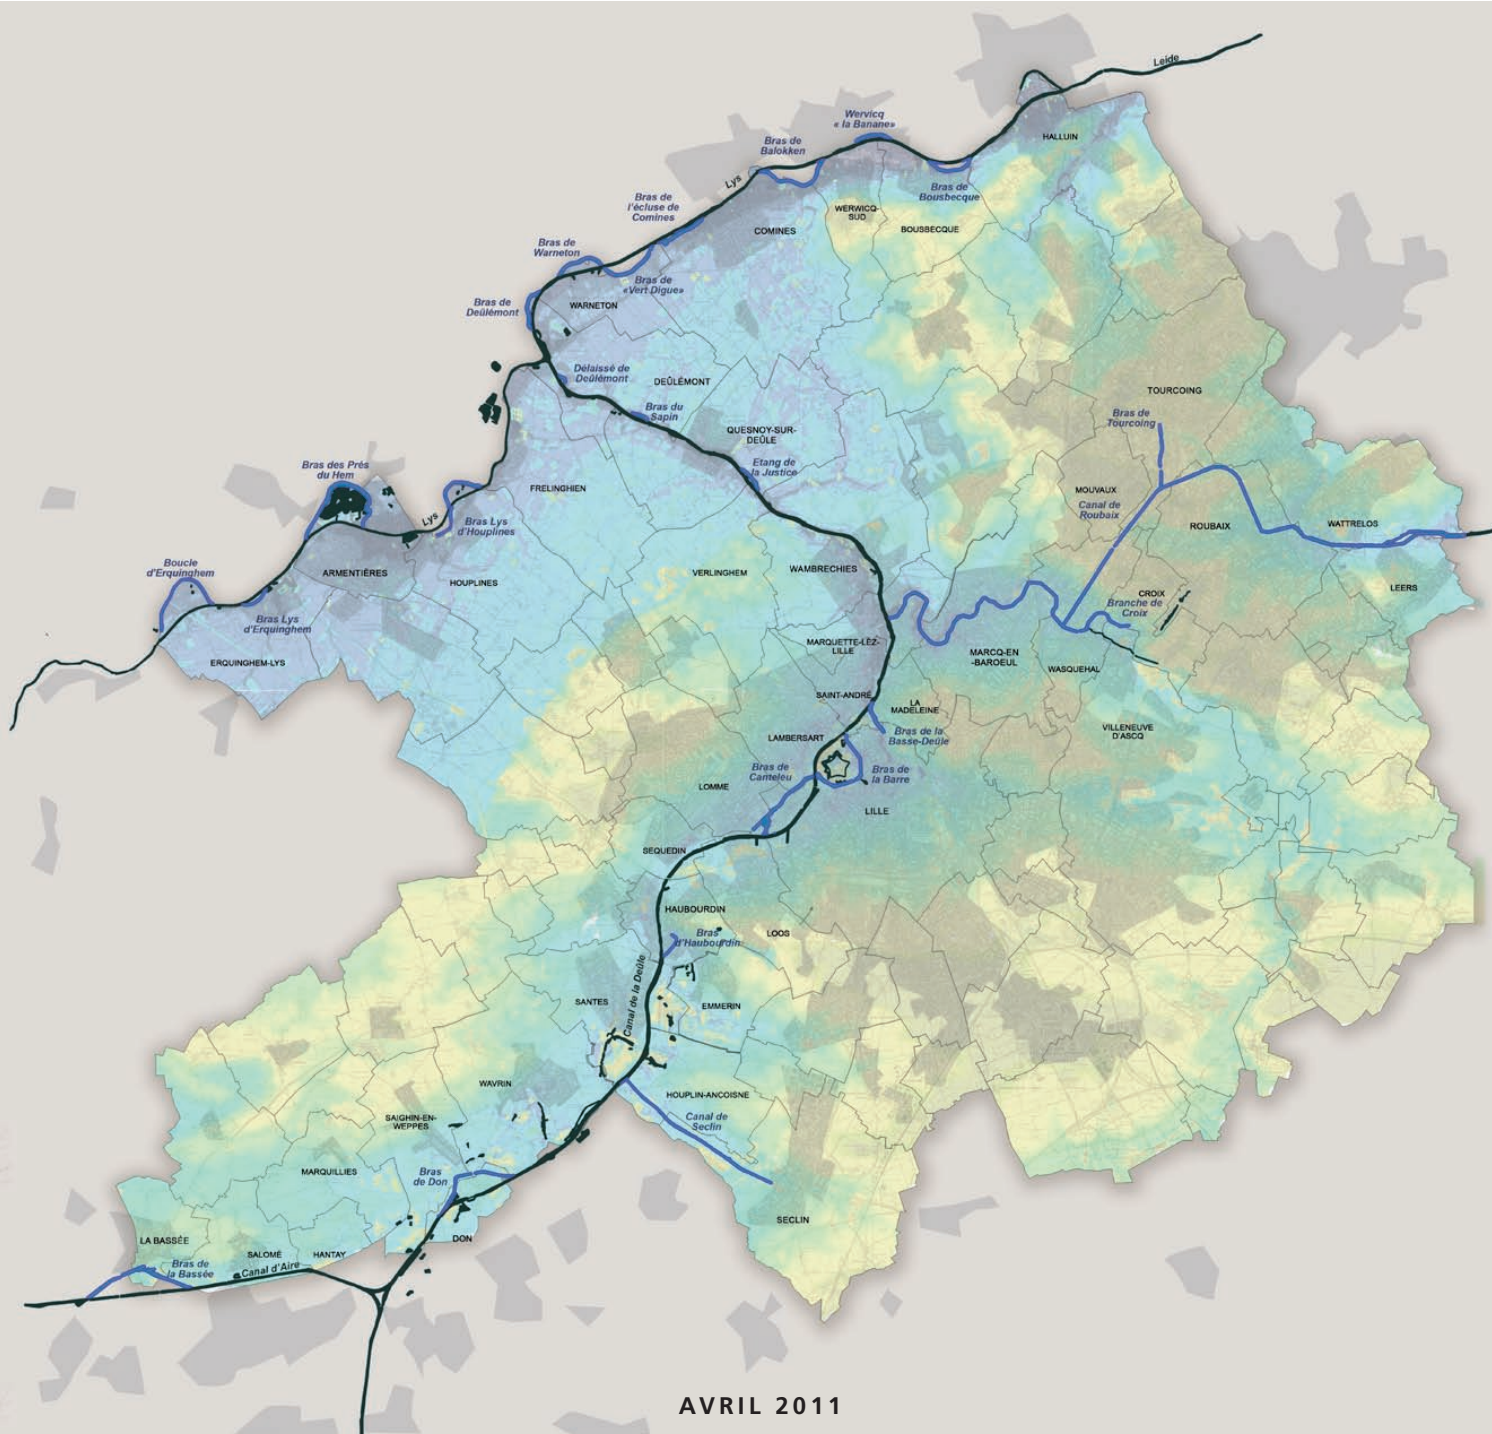 Leide
HALLUIN
Wervicq
« la Banane»
Bras de
Balokken
Lys
Bras de
Bousbecque
Bras de
l'écluse de
Comines
WERWICQ-
SUD
BOUSBECQUE
COMINES
Bras de
Warneton
Bras de
«Vert Digue»
Bras de
Deûlémont
WARNETON
Délaissé de
Deûlémont
DEÛLÉMONT
TOURCOING
Bras du
Sapin
Bras de
Tourcoing
QUESNOY-SUR-
DEÛLE
Etang de
la Justice
Bras des Prés
du Hem
FRELINGHIEN
MOUVAUX
Canal de
Roubaix
ROUBAIX
WATTRELOS
Lys
Bras Lys
d'Houplines
Boucle
d'Erquinghem
ARMENTIÈRES
HOUPLINES
VERLINGHEM
WAMBRECHIES
LEERS
CROIX
Branche de
Croix
Bras Lys
d'Erquinghem
ERQUINGHEM-LYS
MARQUETTE-LEZ-
LILLE
MARCQ-EN
-BAROEUL
WASQUEHAL
SAINT-ANDRÉ
LA
MADELEINE
VILLENEUVE
D'ASCQ
LAMBERSART
Bras de la
Basse-Deûle
Bras de
Canteleu
Bras de
la Barre
LOMME
LILLE
SEQUEDIN
HAUBOURDIN
Bras
d'Haubourdin
LOOS
Canal de la Deûle
SANTES
EMMERIN
WAVRIN
HOUPLIN-ANCOISNE
Canal de
Seclin
SAIGHIN-EN-
WEPPES
MARQUILLIES
Bras
de Don
SECLIN
LA BASSÉE
SALOMÉ
HANTAY
DON
Bras de
la Bassée
Canal d'Aire
AVRIL 2011